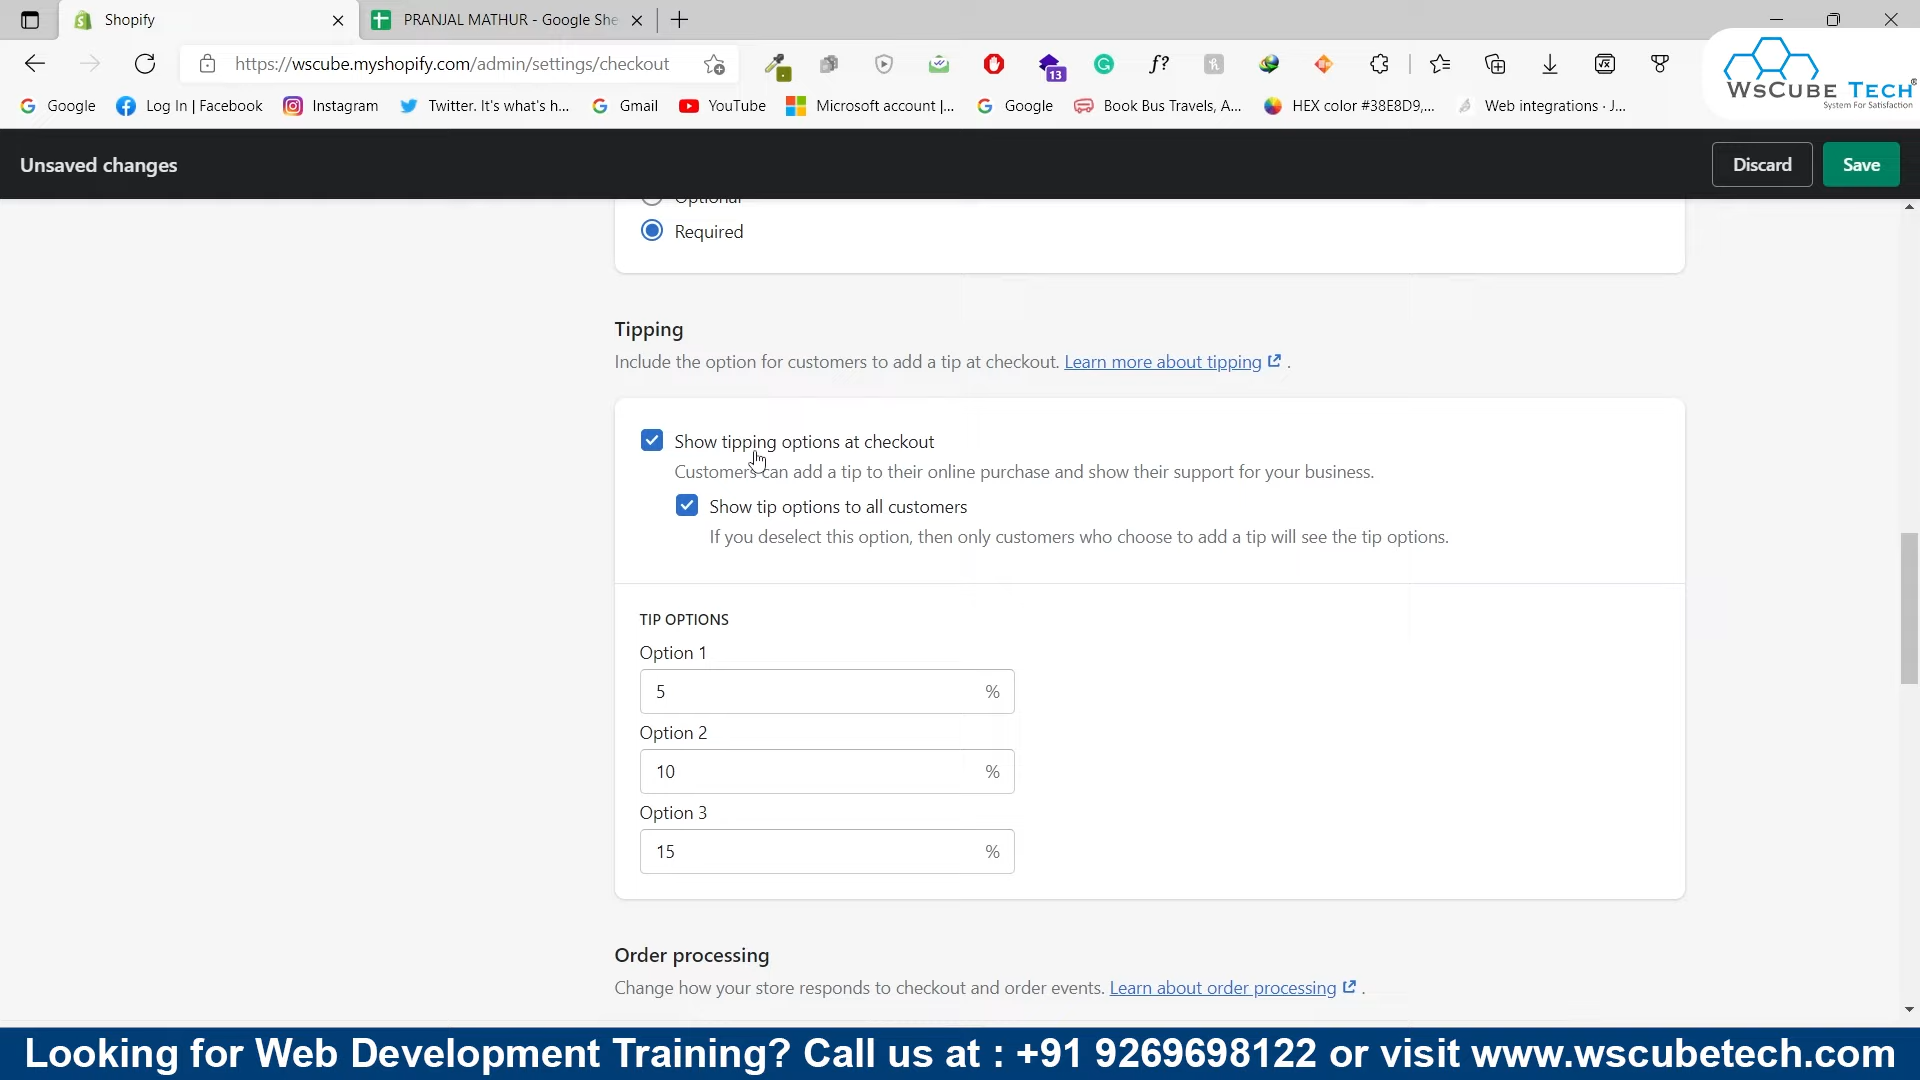 Shopify
PRANJAL MATHUR - Google She
https://wscube.myshopify.com/admin/settings/checkout
13
f?
WsCube Tech®
System For Satisfaction
Google
Log In | Facebook
Instagram
Twitter. It's what's h...
Gmail
YouTube
Microsoft account |...
Google
Book Bus Travels, A...
HEX color #38E8D9,...
Web integrations · J...
Unsaved changes
Discard
Save
Optional
Required
Tipping
Include the option for customers to add a tip at checkout. Learn more about tipping .
Show tipping options at checkout
Customers can add a tip to their online purchase and show their support for your business.
Show tip options to all customers
If you deselect this option, then only customers who choose to add a tip will see the tip options.
TIP OPTIONS
Option 1
5 %
Option 2
10 %
Option 3
15 %
Order processing
Change how your store responds to checkout and order events. Learn about order processing .
Looking for Web Development Training? Call us at : +91 9269698122 or visit www.wscubetech.com